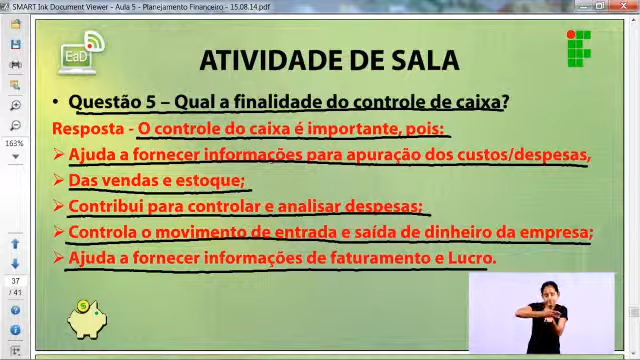 SMART Ink Document Viewer - Aula 5 - Planejamento Financeiro - 15.08.14.pdf
EaD
ATIVIDADE DE SALA
• Questão 5 – Qual a finalidade do controle de caixa?
Resposta - O controle do caixa é importante, pois:
Ajuda a fornecer informações para apuração dos custos/despesas,
Das vendas e estoque;
Contribui para controlar e analisar despesas;
Controla o movimento de entrada e saída de dinheiro da empresa;
Ajuda a fornecer informações de faturamento e Lucro.
163%
37
/ 41